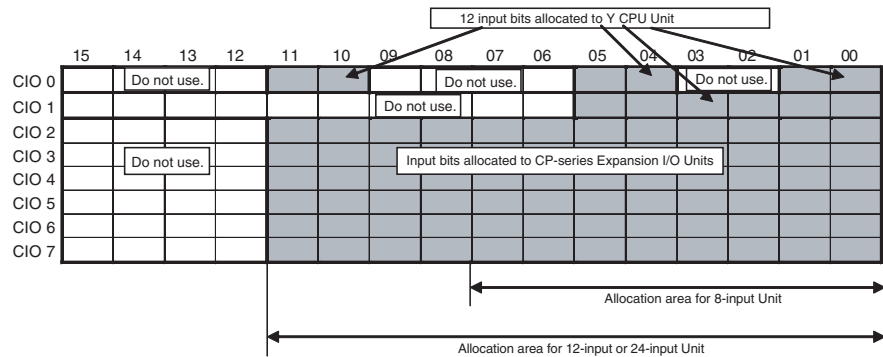 12 input bits allocated to Y CPU Unit
15 14 13 12 11 10 09 08 07 06 05 04 03 02 01 00
CIO 0 Do not use. Do not use. Do not use.
CIO 1 Do not use.
CIO 2
CIO 3 Do not use. Input bits allocated to CP-series Expansion I/O Units
CIO 4
CIO 5
CIO 6
CIO 7
Allocation area for 8-input Unit
Allocation area for 12-input or 24-input Unit